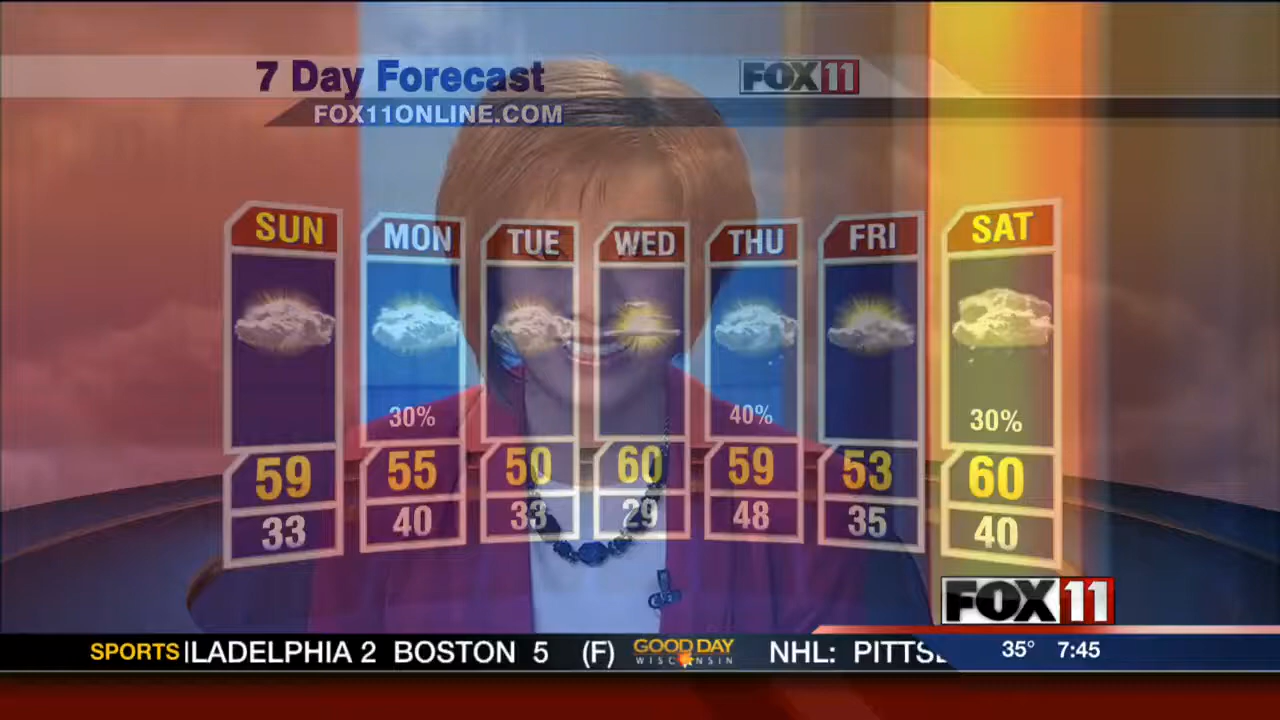 7 Day Forecast
FOX11
FOX11ONLINE.COM
SUN MON TUE WED THU FRI SAT
30% 40% 30%
59 55 50 60 59 53 60
33 40 33 29 48 35 40
FOX11
SPORTS ILADELPHIA 2 BOSTON 5 (F) GOOD DAY WISCONSIN NHL: PITTS 35° 7:45